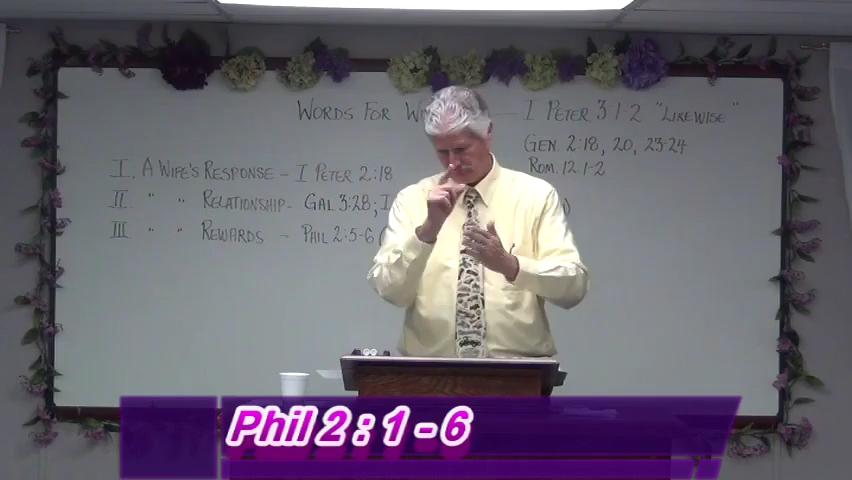 WORDS FOR — I PETER 3:1-2 "LIKEWISE"
GEN. 2:18, 20, 23-24
ROM. 12:1-2
I. A WIFE'S RESPONSE - I PETER 2:18
II " " RELATIONSHIP - GAL 3:28; I
III " " REWARDS - PHIL 2:5-6 (
Phil 2 : 1 - 6